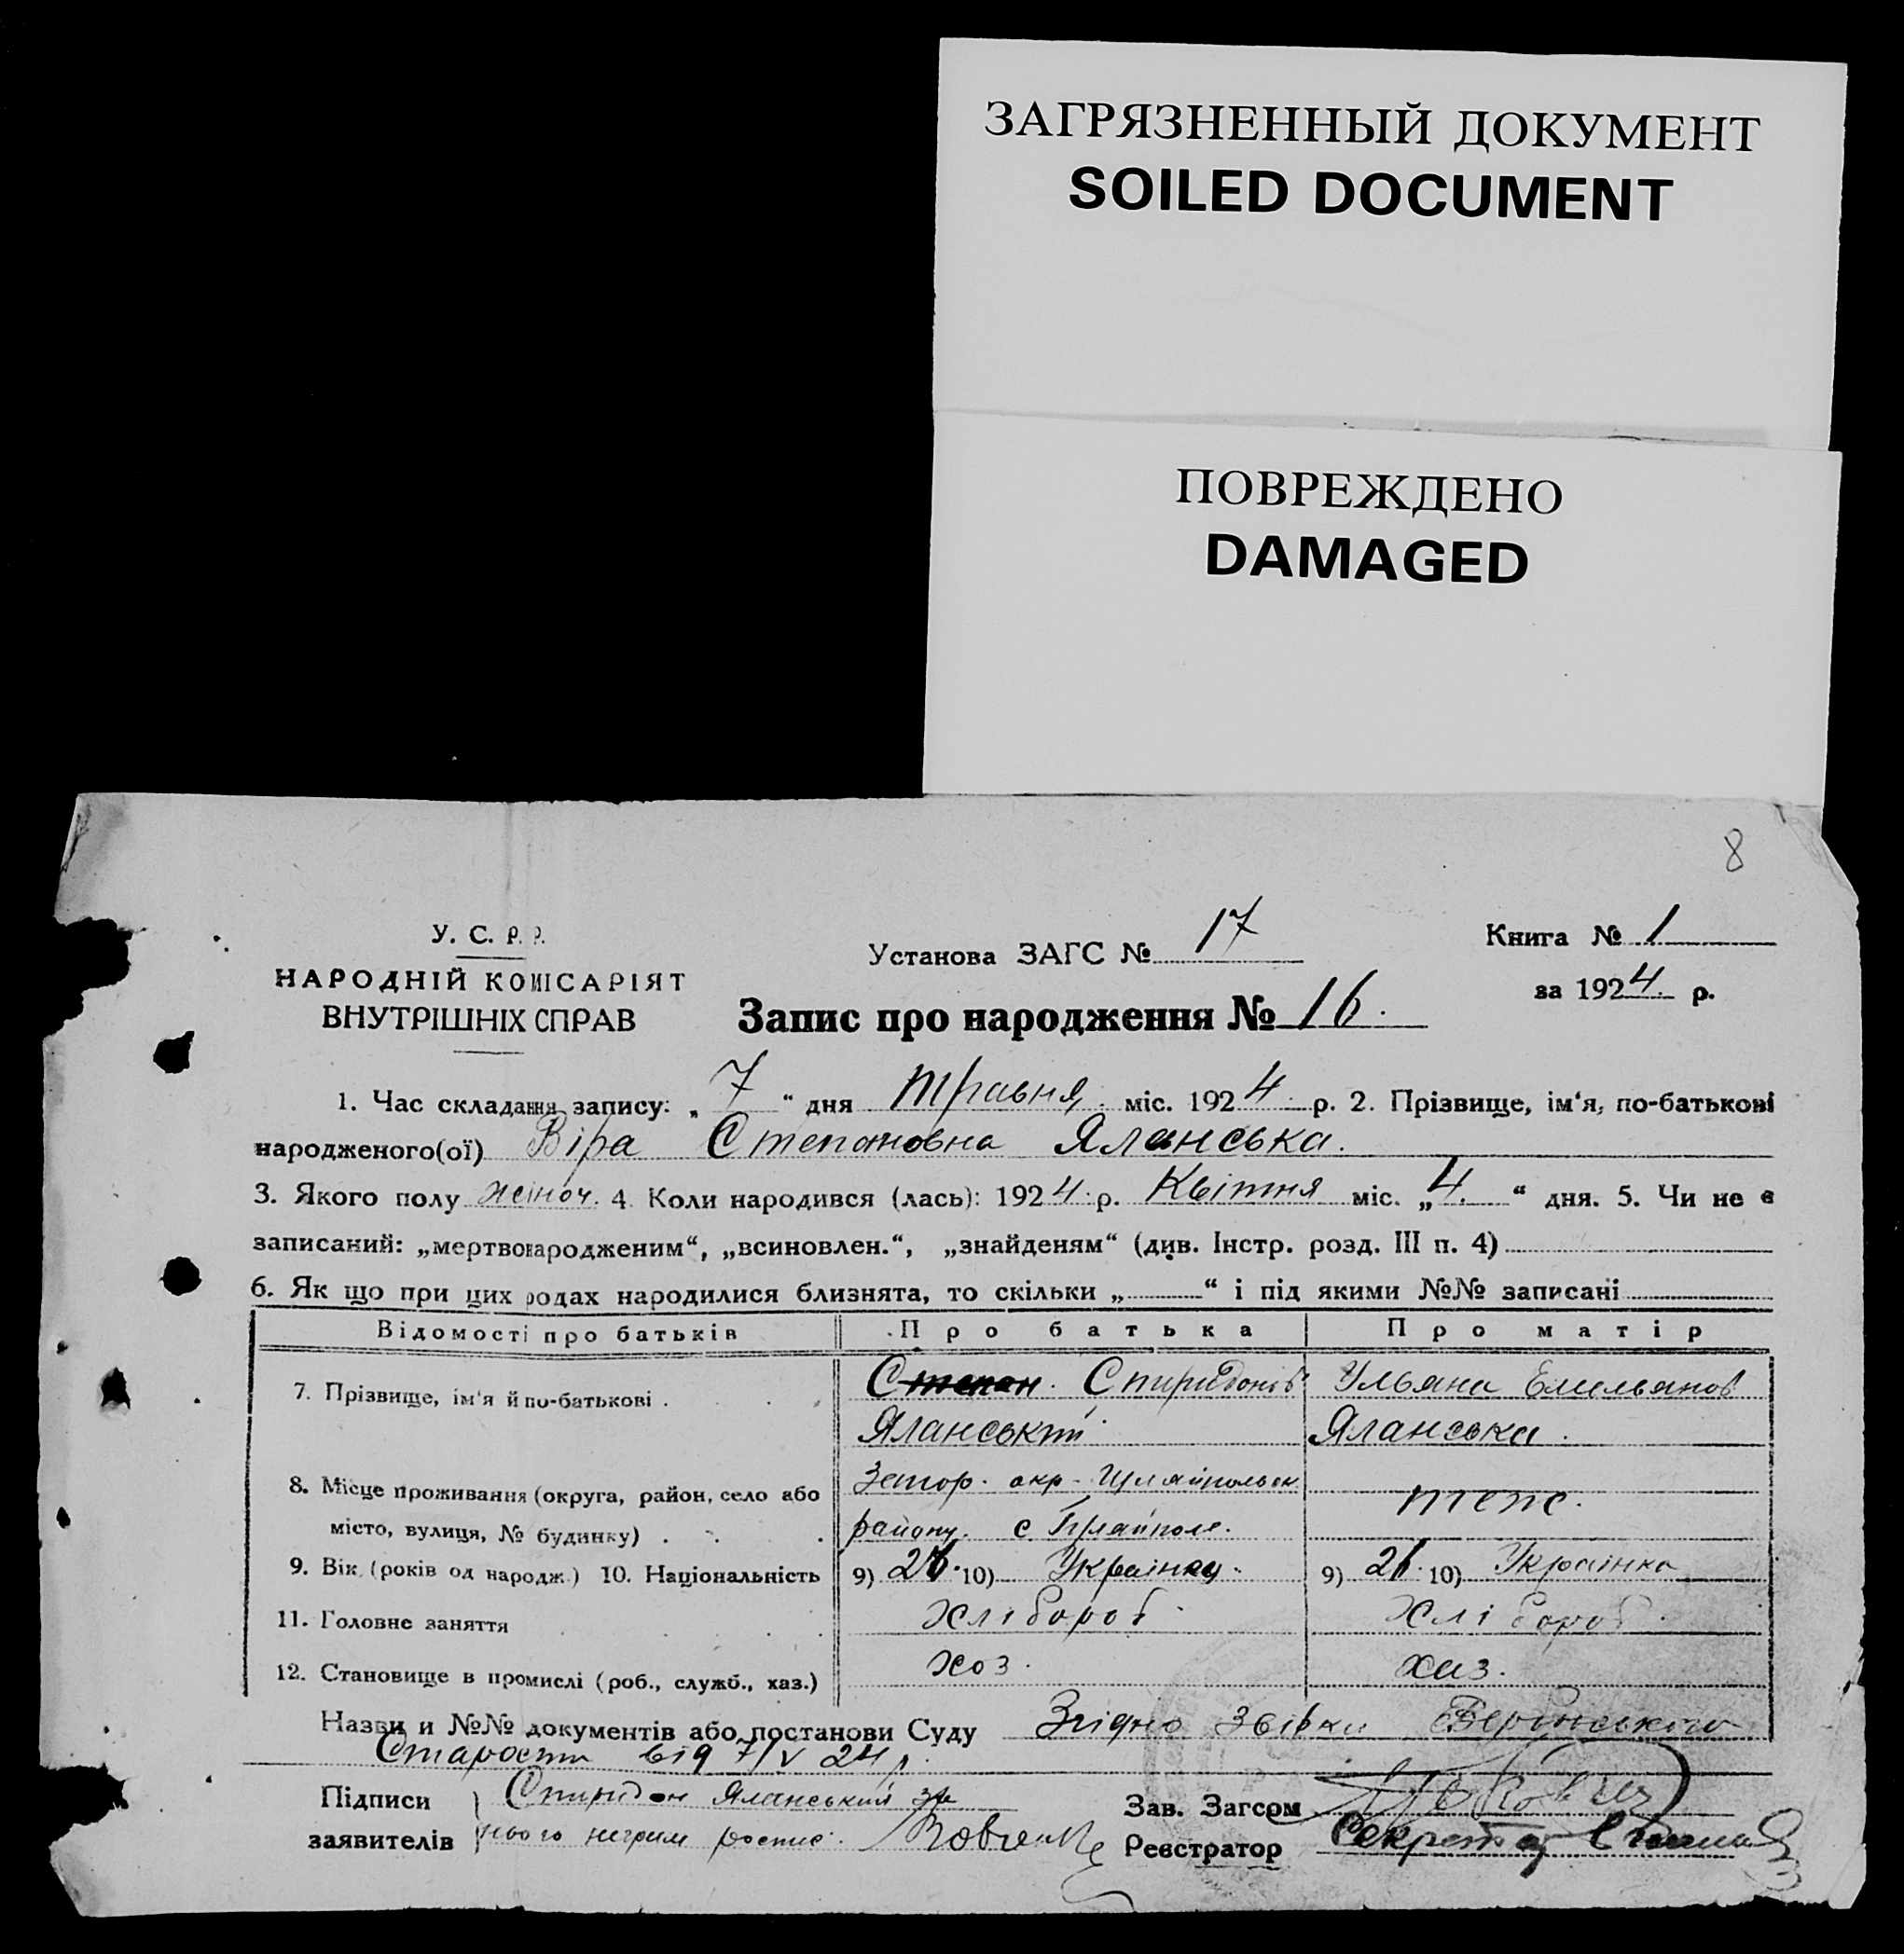 ЗАГРЯЗНЕННЫЙ ДОКУМЕНТ
SOILED DOCUMENT
ПОВРЕЖДЕНО
DAMAGED
8
У. С. Р. Р.
НАРОДНІЙ КОМІСАРІЯТ
ВНУТРІШНІХ СПРАВ
Установа ЗАГС № 17
Книга № 1
за 1924 р.
Запис про народження № 16.
1. Час складання запису: „7“ дня травня міс. 1924 р. 2. Прізвище, ім‘я, по-батькові
народженого(ої) Віра Степановна Яланська.
3. Якого полу жіноч. 4. Коли народився (лась): 1924 р. Квітня міс. „4.“ дня. 5. Чи не є
записаний: „мертвонародженим“, „всиновлен.“, „знайденям“ (див. Інстр. розд. III п. 4)
6. Як що при цих родах народилися близнята, то скільки „ “ і під якими №№ записані
Відомості про батьків Про батька Про матір
7. Прізвище, ім‘я й по-батькові . Степан. Спиридонов Ульяна Емельянов
Яланський Яланська.
8. Місце проживання (округа, район, село або Запор. окр. Гуляйпольск. теж.
місто, вулиця, № будинку) . району. с. Гуляйполе.
9. Вік (років од народж.) 10. Національність 9) 26. 10) Українец. 9) 26. 10) Українка
11. Головне заняття Хлібороб. Хлібороб.
12. Становище в промислі (роб., служб., хаз.) хоз. хаз.
Назви и №№ документів або постанови Суду Згідно Звірки
Старости від 7/V 24 р.
Підписи Спиридон Яланський за
заявителів нього неграм роспис.
Зав. Загсом
Реєстратор Секретар